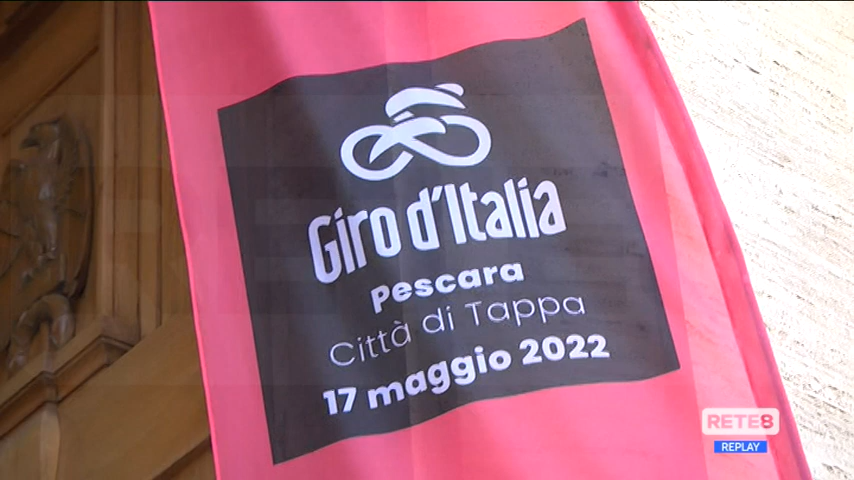 Giro d'Italia
pescara
Città di Tappa
17 maggio 2022
RETE8
REPLAY